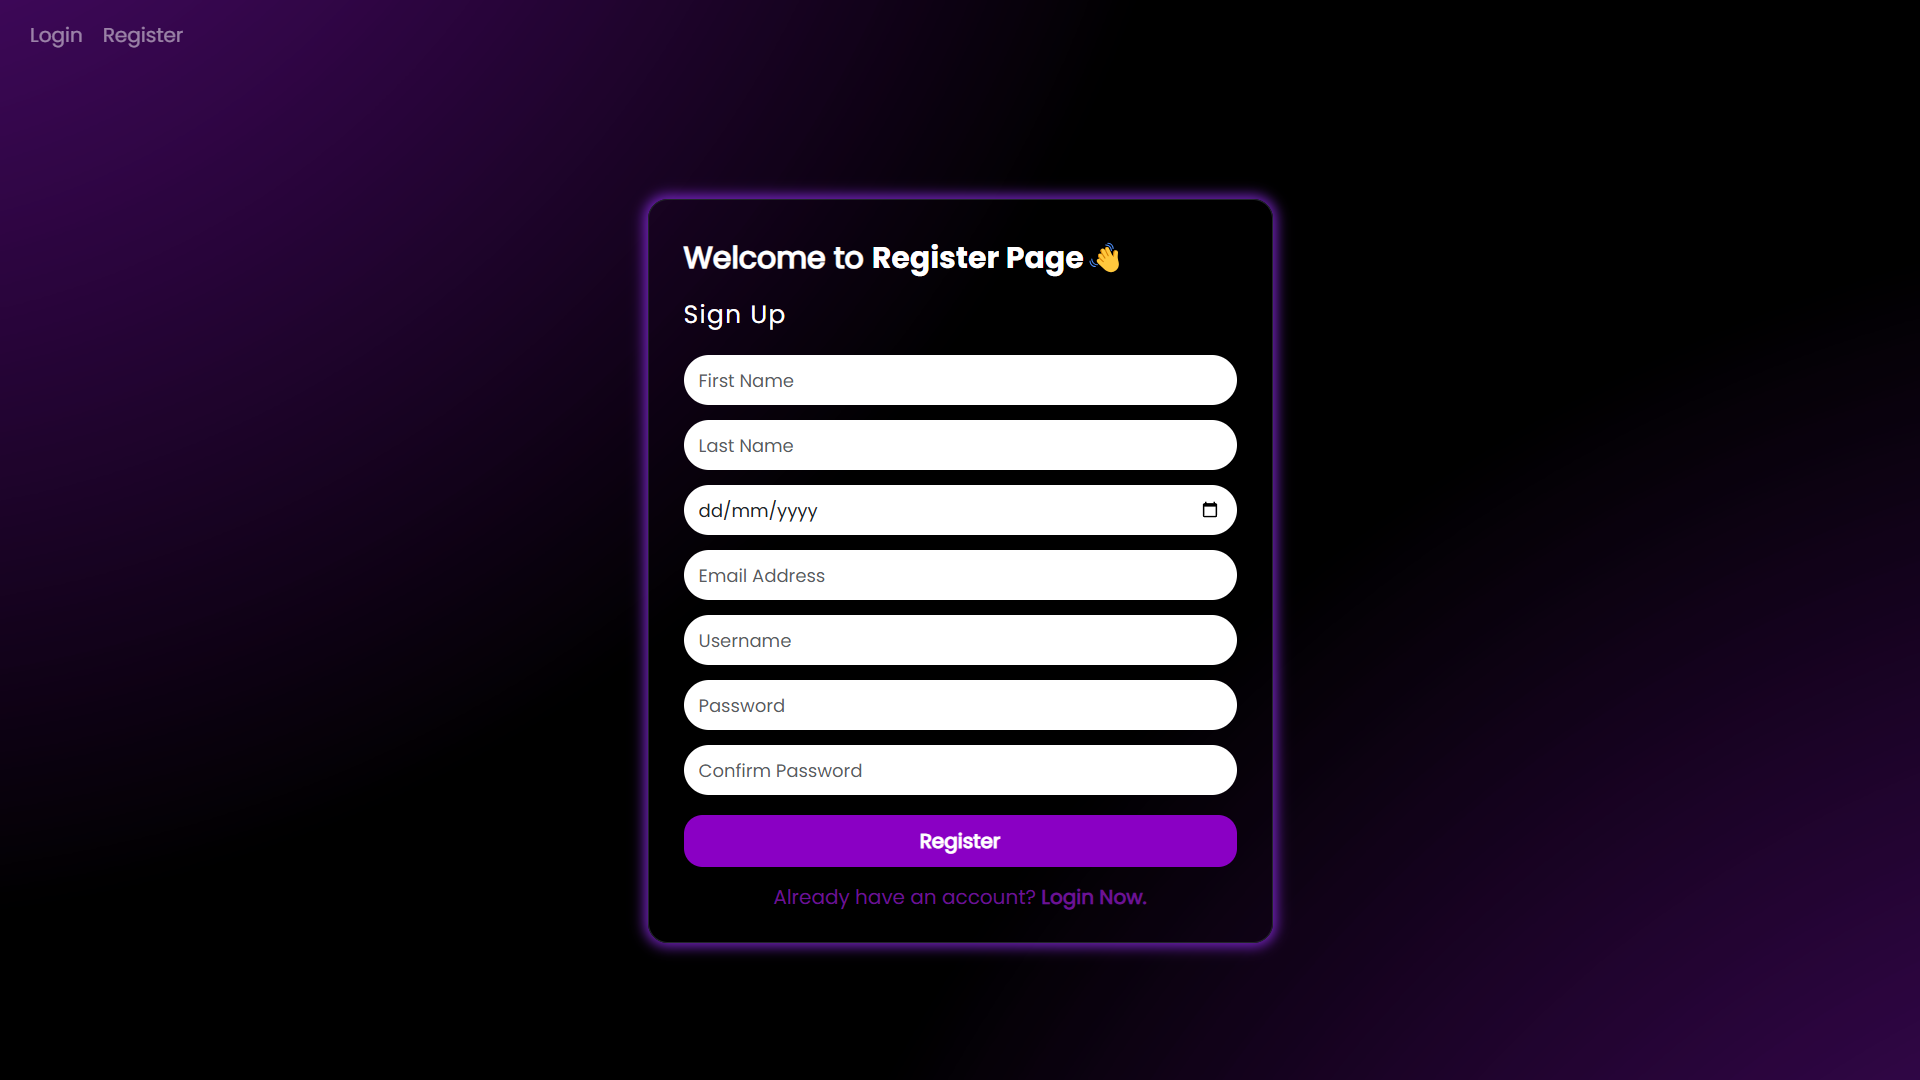 Login Register
Welcome to Register Page 👋
Sign Up
First Name
Last Name
dd/mm/yyyy
Email Address
Username
Password
Confirm Password
Register
Already have an account? Login Now.